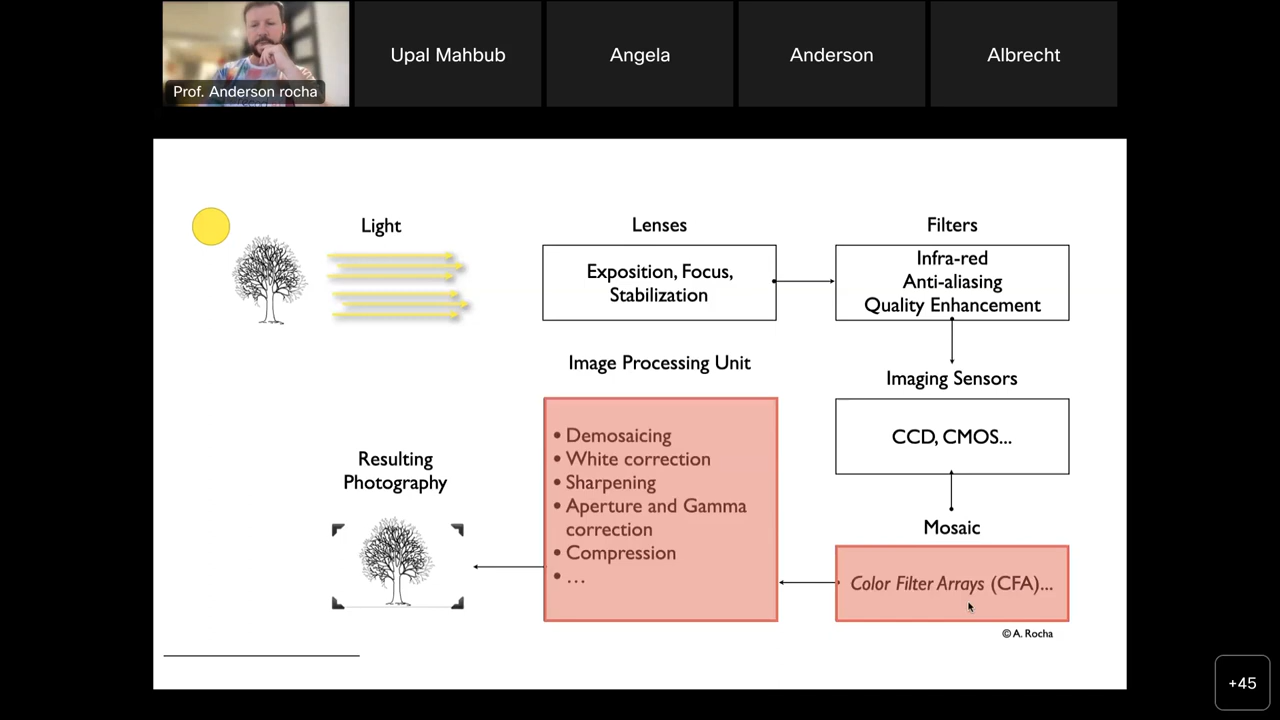 Prof. Anderson rocha
Upal Mahbub
Angela
Anderson
Albrecht
Light
Lenses
Filters
Exposition, Focus,
Stabilization
Infra-red
Anti-aliasing
Quality Enhancement
Image Processing Unit
Imaging Sensors
• Demosaicing
• White correction
• Sharpening
• Aperture and Gamma
correction
• Compression
• ...
CCD, CMOS...
Resulting
Photography
Mosaic
Color Filter Arrays (CFA)...
© A. Rocha
+45